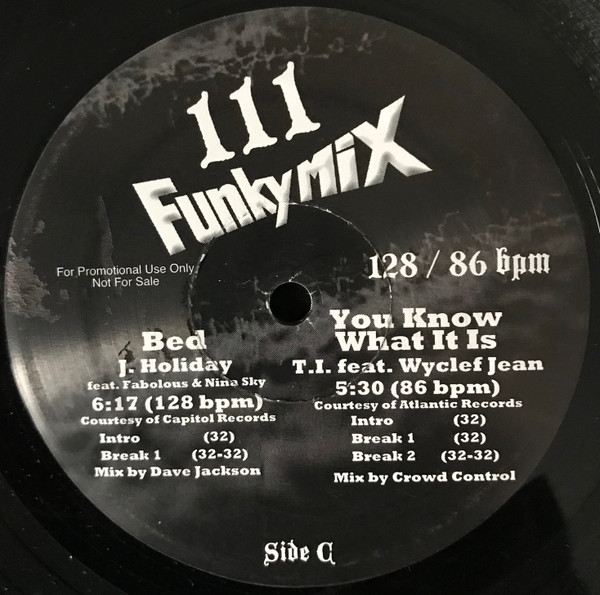 111
Funkymix
For Promotional Use Only
Not For Sale
128 / 86 bpm
Bed
J. Holiday
feat. Fabolous & Nina Sky
6:17 (128 bpm)
Courtesy of Capitol Records
Intro (32)
Break 1 (32-32)
Mix by Dave Jackson
You Know
What It Is
T.I. feat. Wyclef Jean
5:30 (86 bpm)
Courtesy of Atlantic Records
Intro (32)
Break 1 (32)
Break 2 (32-32)
Mix by Crowd Control
Side C